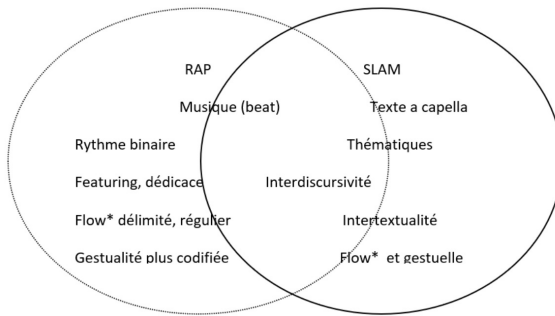 RAP SLAM
Musique (beat) Texte a capella
Rythme binaire Thématiques
Featuring, dédicace Interdiscursivité
Flow* délimité, régulier Intertextualité
Gestualité plus codifiée Flow* et gestuelle